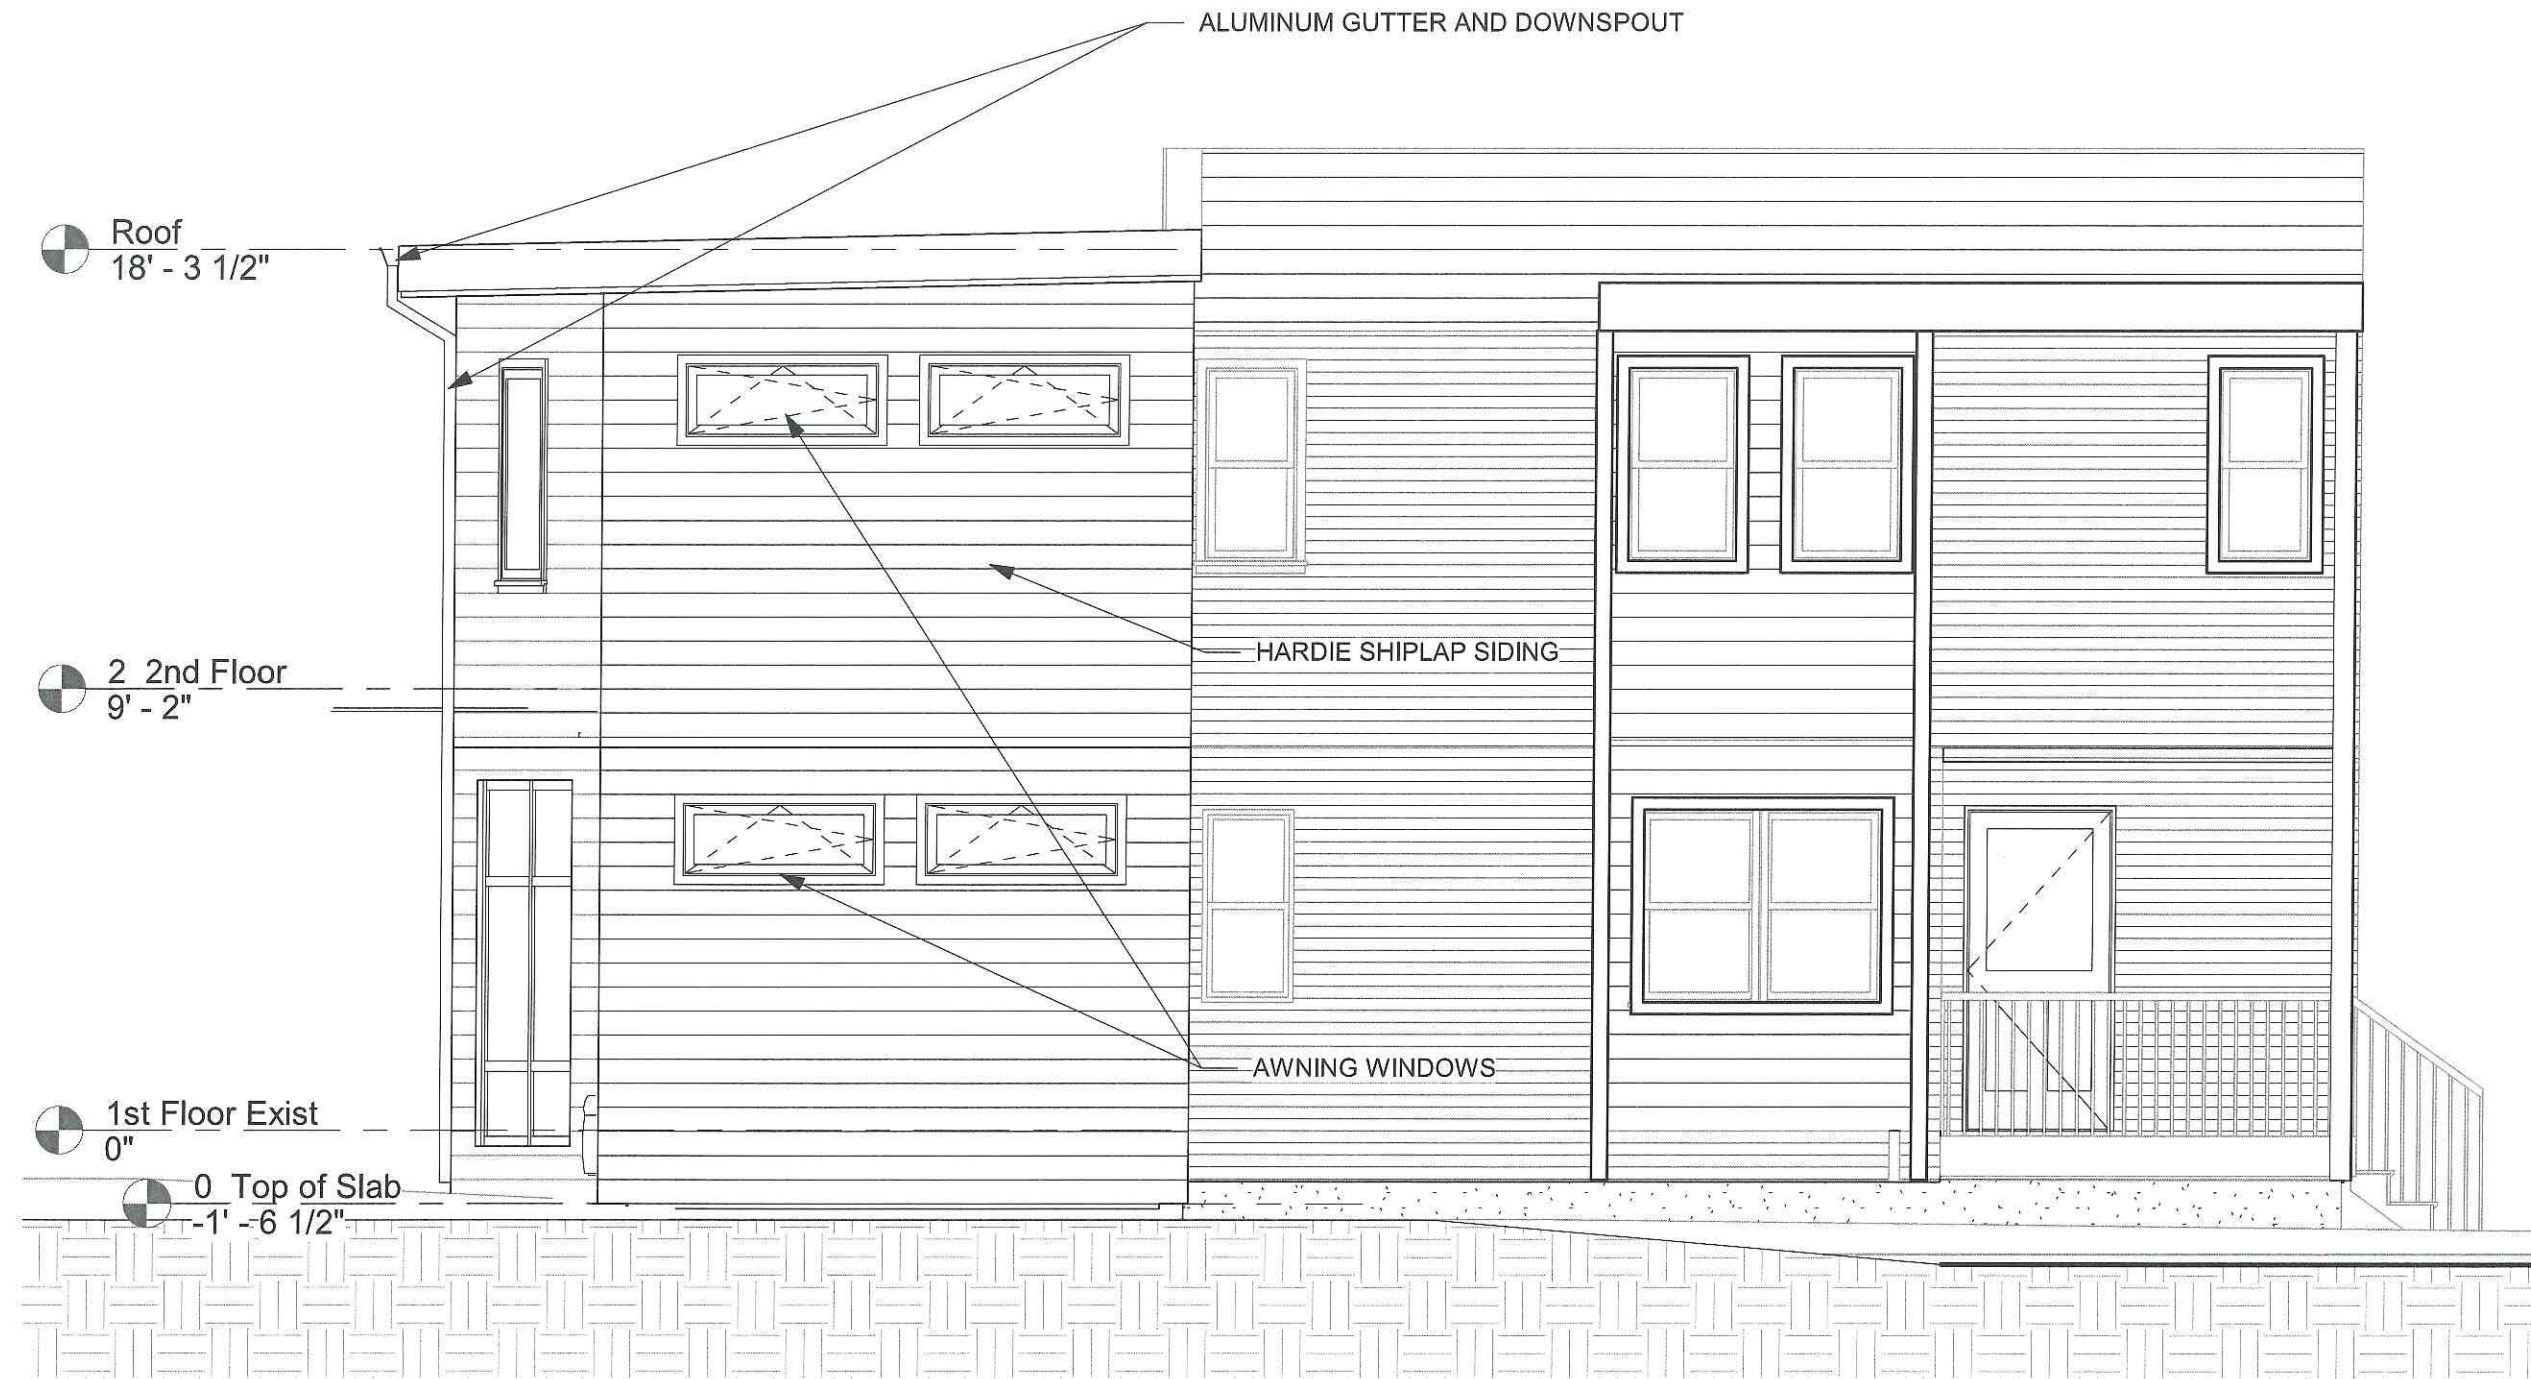 ALUMINUM GUTTER AND DOWNSPOUT
Roof
18' - 3 1/2"
HARDIE SHIPLAP SIDING
2 2nd Floor
9' - 2"
AWNING WINDOWS
1st Floor Exist
0"
0 Top of Slab
-1' - 6 1/2"